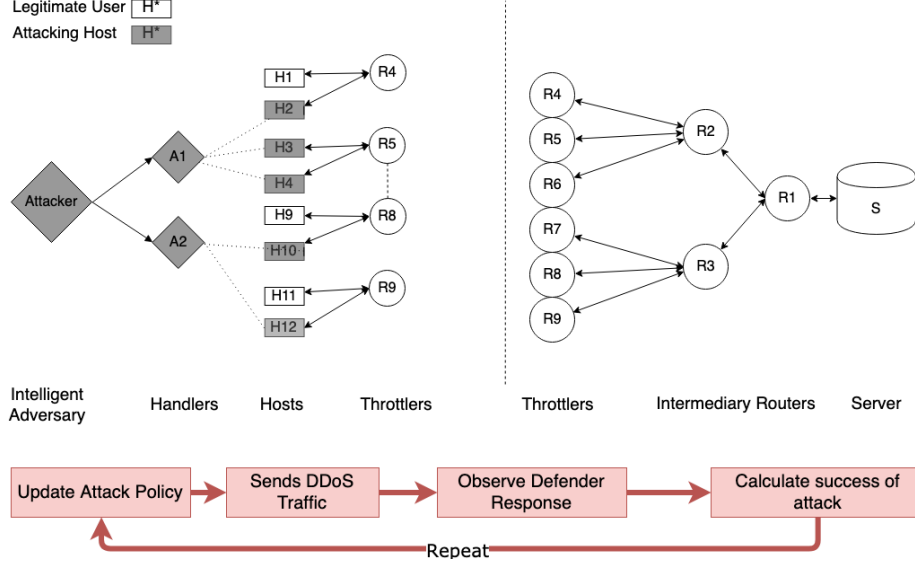 Legitimate User H*
Attacking Host H*
H1
H2
H3
H4
H9
H10
H11
H12
R4
R5
R8
R9
Attacker
A1
A2
R4
R5
R6
R7
R8
R9
R2
R3
R1
S
Intelligent
Adversary
Handlers
Hosts
Throttlers
Throttlers
Intermediary Routers
Server
Update Attack Policy
Sends DDoS
Traffic
Observe Defender
Response
Calculate success of
attack
Repeat